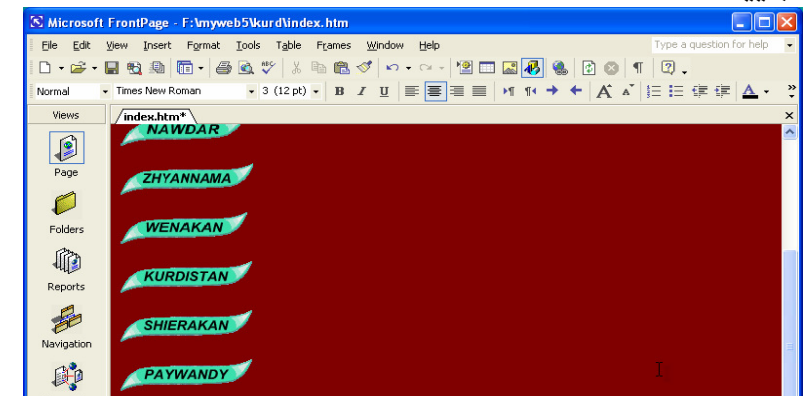 Microsoft FrontPage - F:\myweb5\kurd\index.htm
File Edit View Insert Format Tools Table Frames Window Help Type a question for help
Normal Times New Roman 3 (12 pt) B I U A A A
Views index.htm*
NAWDAR
Page
ZHYANNAMA
Folders
WENAKAN
Reports
KURDISTAN
Navigation
SHIERAKAN
PAYWANDY